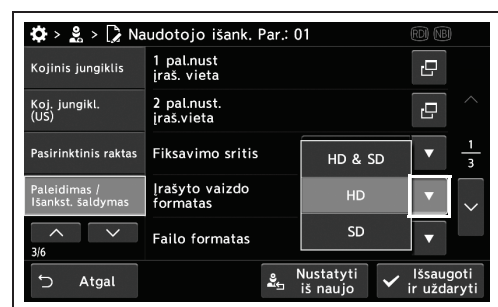 > > Naudotojo išank. Par.: 01
RDI NBI
Kojinis jungiklis
Koj. jungikl.
(US)
Pasirinktinis raktas
Paleidimas /
Išankst. šaldymas
3/6
1 pal.nust
įraš. vieta
2 pal.nust.
įraš.vieta
Fiksavimo sritis
Įrašyto vaizdo
formatas
Failo formatas
HD & SD
HD
SD
1
3
Atgal
Nustatyti
iš naujo
Išsaugoti
ir uždaryti